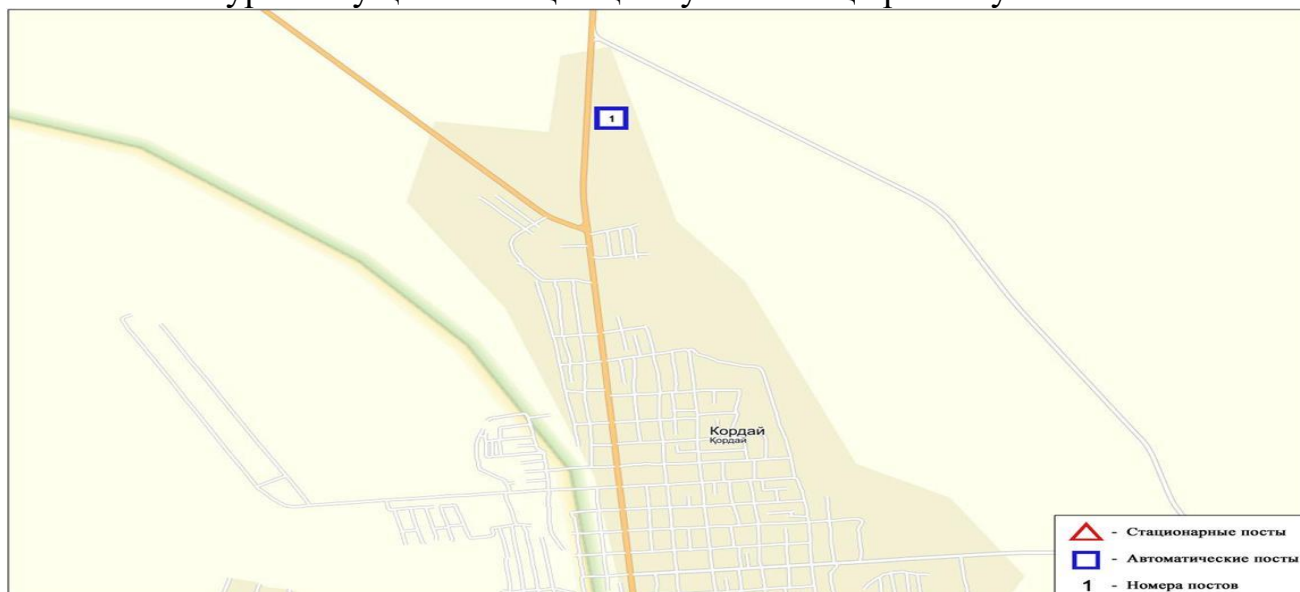 1
Кордай
Қордай
- Стационарные посты
- Автоматические посты
1 - Номера постов